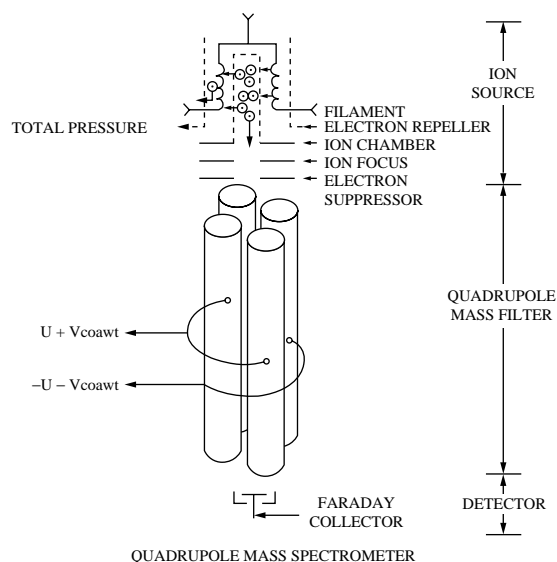 ION
SOURCE
FILAMENT
TOTAL PRESSURE
ELECTRON REPELLER
ION CHAMBER
ION FOCUS
ELECTRON
SUPPRESSOR
QUADRUPOLE
MASS FILTER
U + Vcoawt
–U – Vcoawt
FARADAY
COLLECTOR
DETECTOR
QUADRUPOLE MASS SPECTROMETER